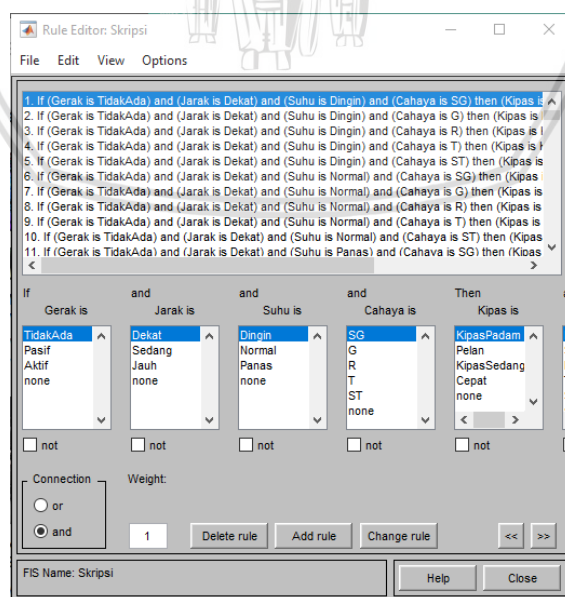 Rule Editor: Skripsi
File Edit View Options
1. If (Gerak is TidakAda) and (Jarak is Dekat) and (Suhu is Dingin) and (Cahaya is SG) then (Kipas is
2. If (Gerak is TidakAda) and (Jarak is Dekat) and (Suhu is Dingin) and (Cahaya is G) then (Kipas is
3. If (Gerak is TidakAda) and (Jarak is Dekat) and (Suhu is Dingin) and (Cahaya is R) then (Kipas is
4. If (Gerak is TidakAda) and (Jarak is Dekat) and (Suhu is Dingin) and (Cahaya is T) then (Kipas is
5. If (Gerak is TidakAda) and (Jarak is Dekat) and (Suhu is Dingin) and (Cahaya is ST) then (Kipas is
6. If (Gerak is TidakAda) and (Jarak is Dekat) and (Suhu is Normal) and (Cahaya is SG) then (Kipas
7. If (Gerak is TidakAda) and (Jarak is Dekat) and (Suhu is Normal) and (Cahaya is G) then (Kipas is
8. If (Gerak is TidakAda) and (Jarak is Dekat) and (Suhu is Normal) and (Cahaya is R) then (Kipas is
9. If (Gerak is TidakAda) and (Jarak is Dekat) and (Suhu is Normal) and (Cahaya is T) then (Kipas is
10. If (Gerak is TidakAda) and (Jarak is Dekat) and (Suhu is Normal) and (Cahaya is ST) then (Kipas
11. If (Gerak is TidakAda) and (Jarak is Dekat) and (Suhu is Panas) and (Cahaya is SG) then (Kipas
If and and and Then
Gerak is Jarak is Suhu is Cahaya is Kipas is
TidakAda Dekat Dingin SG KipasPadam
Pasif Sedang Normal G Pelan
Aktif Jauh Panas R KipasSedang
none none none T Cepat
ST none
none
not not not not not
Connection Weight:
or
and 1 Delete rule Add rule Change rule << >>
FIS Name: Skripsi Help Close